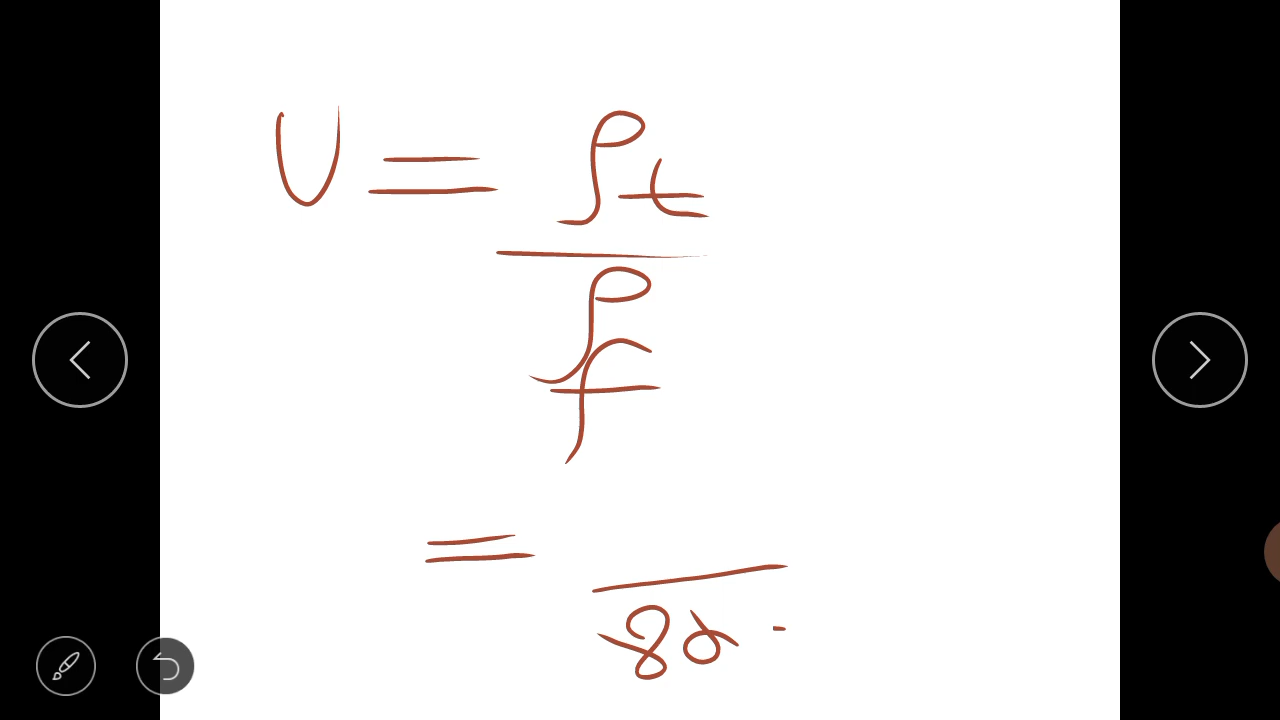 U = ρt
ρf
=
80 -